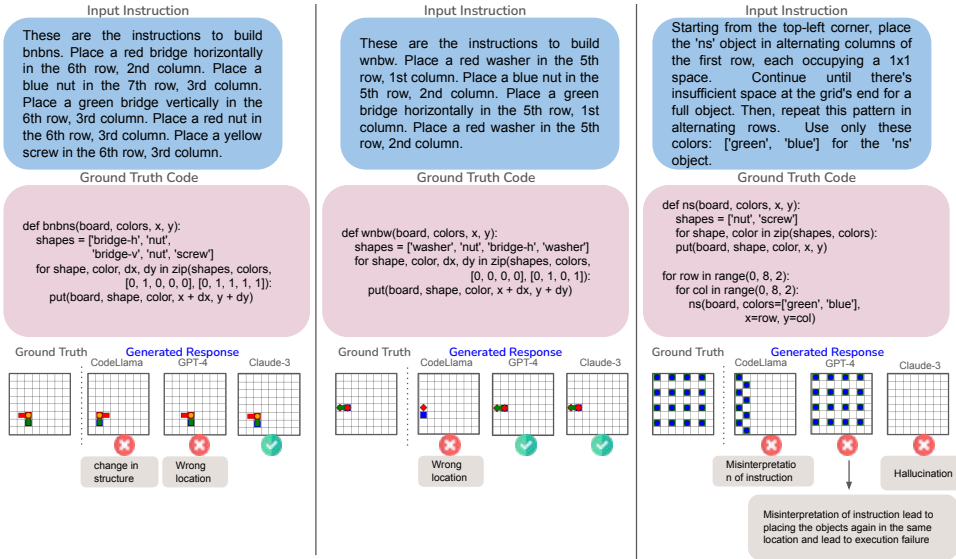 Input Instruction
These are the instructions to build
bnbns. Place a red bridge horizontally
in the 6th row, 2nd column. Place a
blue nut in the 7th row, 3rd column.
Place a green bridge vertically in the
6th row, 3rd column. Place a red nut in
the 6th row, 3rd column. Place a yellow
screw in the 6th row, 3rd column.
Ground Truth Code
def bnbns(board, colors, x, y):
shapes = ['bridge-h', 'nut',
'bridge-v', 'nut', 'screw']
for shape, color, dx, dy in zip(shapes, colors,
[0, 1, 0, 0, 0], [0, 1, 1, 1, 1]):
put(board, shape, color, x + dx, y + dy)
Ground Truth
Generated Response
CodeLlama
GPT-4
Claude-3
change in
structure
Wrong
location
Input Instruction
These are the instructions to build
wnbw. Place a red washer in the 5th
row, 1st column. Place a blue nut in
the 5th row, 2nd column. Place a green
bridge horizontally in the 5th row, 1st
column. Place a red washer in the 5th
row, 2nd column.
Ground Truth Code
def wnbw(board, colors, x, y):
shapes = ['washer', 'nut', 'bridge-h', 'washer']
for shape, color, dx, dy in zip(shapes, colors,
[0, 0, 0, 0], [0, 1, 0, 1]):
put(board, shape, color, x + dx, y + dy)
Ground Truth
Generated Response
CodeLlama
GPT-4
Claude-3
Wrong
location
Input Instruction
Starting from the top-left corner, place
the 'ns' object in alternating columns of
the first row, each occupying a 1x1
space. Continue until there's
insufficient space at the grid's end for a
full object. Then, repeat this pattern in
alternating rows. Use only these
colors: ['green', 'blue'] for the 'ns'
object.
Ground Truth Code
def ns(board, colors, x, y):
shapes = ['nut', 'screw']
for shape, color in zip(shapes, colors):
put(board, shape, color, x, y)
for row in range(0, 8, 2):
for col in range(0, 8, 2):
ns(board, colors=['green', 'blue'],
x=row, y=col)
Ground Truth
Generated Response
CodeLlama
GPT-4
Claude-3
Misinterpretatio
n of instruction
Hallucination
Misinterpretation of instruction lead to
placing the objects again in the same
location and lead to execution failure